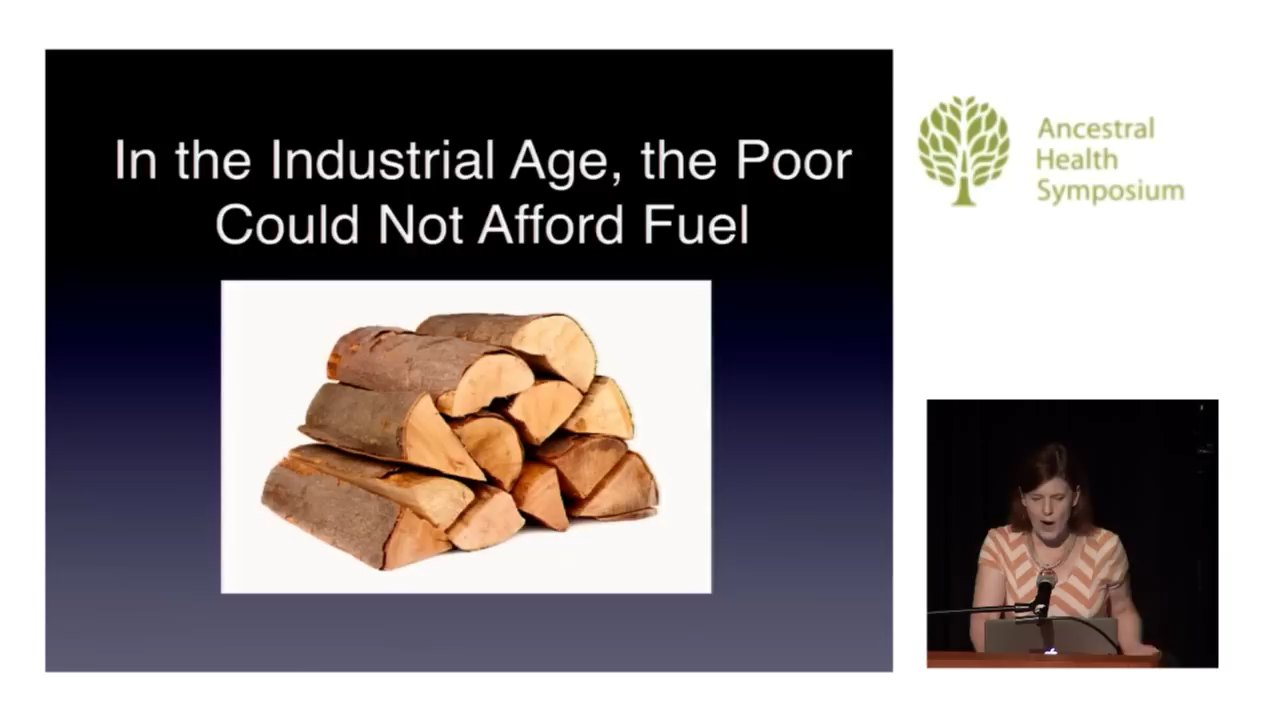 In the Industrial Age, the Poor
Could Not Afford Fuel
Ancestral
Health
Symposium